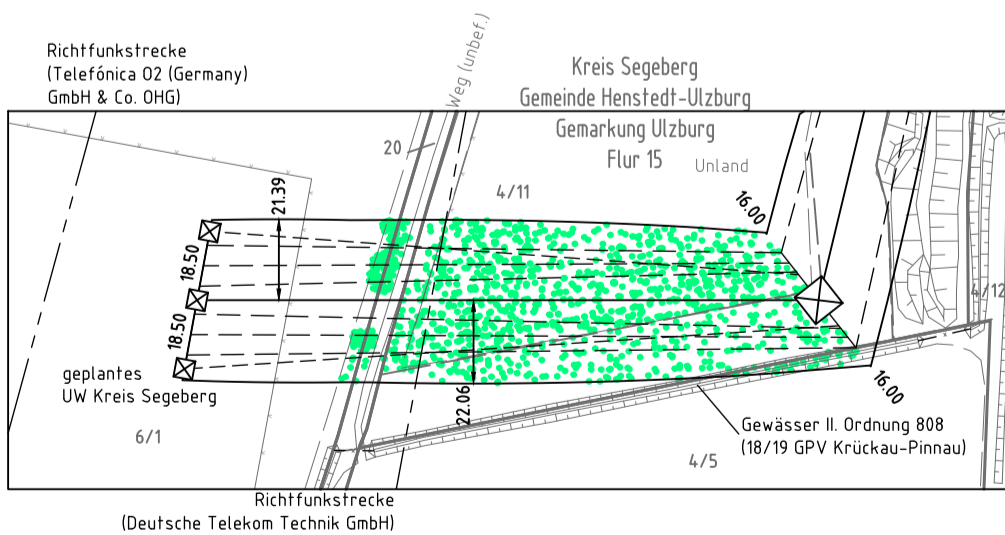 Richtfunkstrecke
(Telefónica O2 (Germany)
GmbH & Co. OHG)
Weg (unbef.)
Kreis Segeberg
Gemeinde Henstedt-Ulzburg
Gemarkung Ulzburg
Flur 15
Unland
20
4/11
21.39
16.00
18.50
18.50
4/12
geplantes
UW Kreis Segeberg
6/1
22.06
16.00
Gewässer II. Ordnung 808
(18/19 GPV Krückau-Pinnau)
4/5
Richtfunkstrecke
(Deutsche Telekom Technik GmbH)